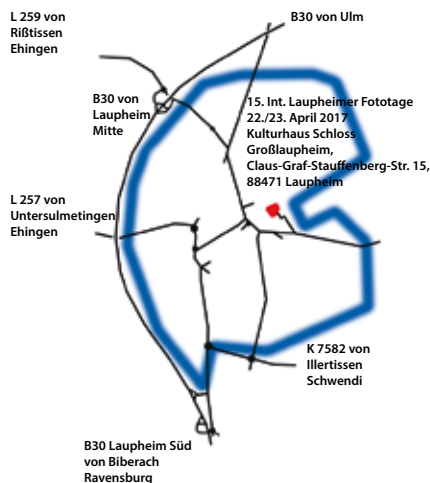 L 259 von
Rißtissen
Ehingen
B30 von Ulm
B30 von
Laupheim
Mitte
15. Int. Laupheimer Fototage
22./23. April 2017
Kulturhaus Schloss
Großlaupheim,
Claus-Graf-Stauffenberg-Str. 15,
88471 Laupheim
L 257 von
Untersulmetingen
Ehingen
K 7582 von
Illertissen
Schwendi
B30 Laupheim Süd
von Biberach
Ravensburg